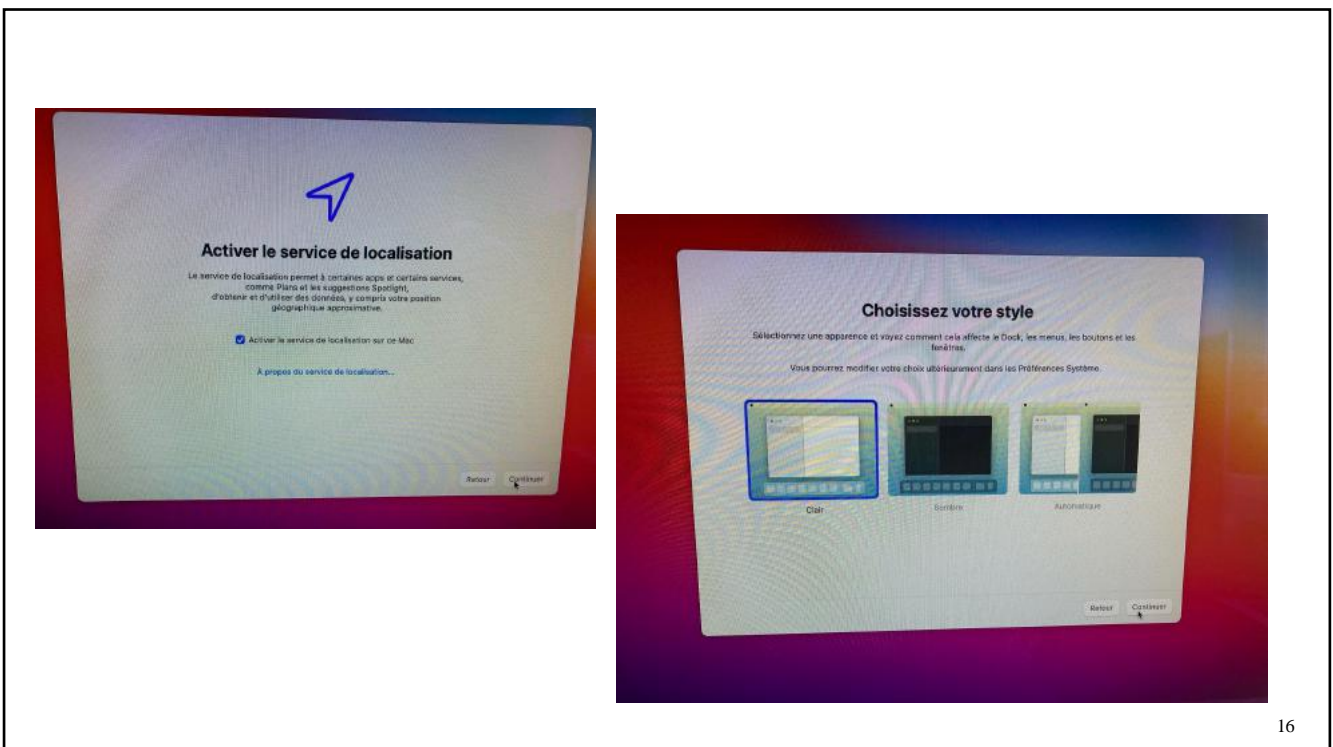 Activer le service de localisation
Le service de localisation permet à certaines apps et certains services,
comme Plans et les suggestions Spotlight,
d'obtenir et d'utiliser des données, y compris votre position
géographique approximative.
Activer le service de localisation sur ce Mac
À propos du service de localisation...
Retour Continuer
Choisissez votre style
Sélectionnez une apparence et voyez comment cela affecte le Dock, les menus, les boutons et les
fenêtres.
Vous pourrez modifier votre choix ultérieurement dans les Préférences Système.
Clair Sombre Automatique
Retour Continuer
16